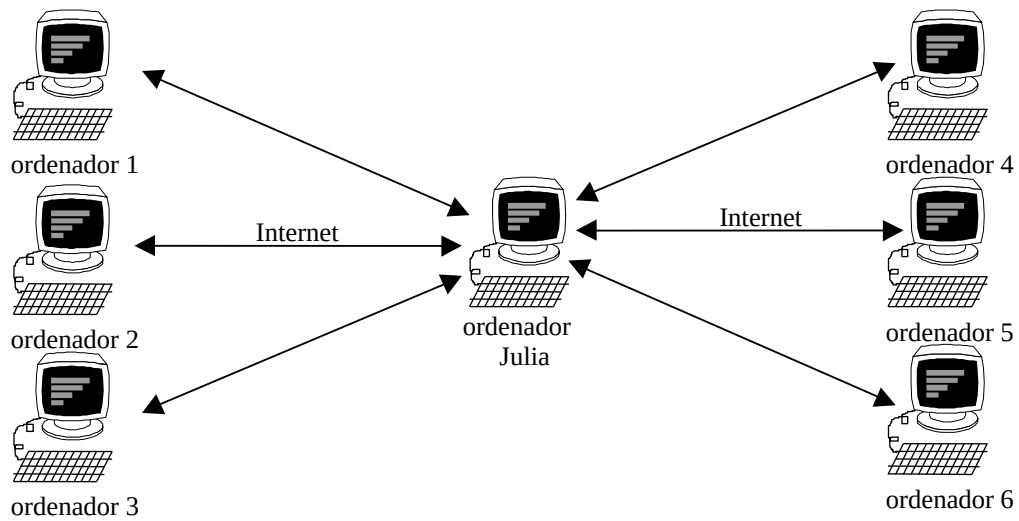 ordenador 1
ordenador 4
Internet
Internet
ordenador 2
ordenador
Julia
ordenador 5
ordenador 3
ordenador 6